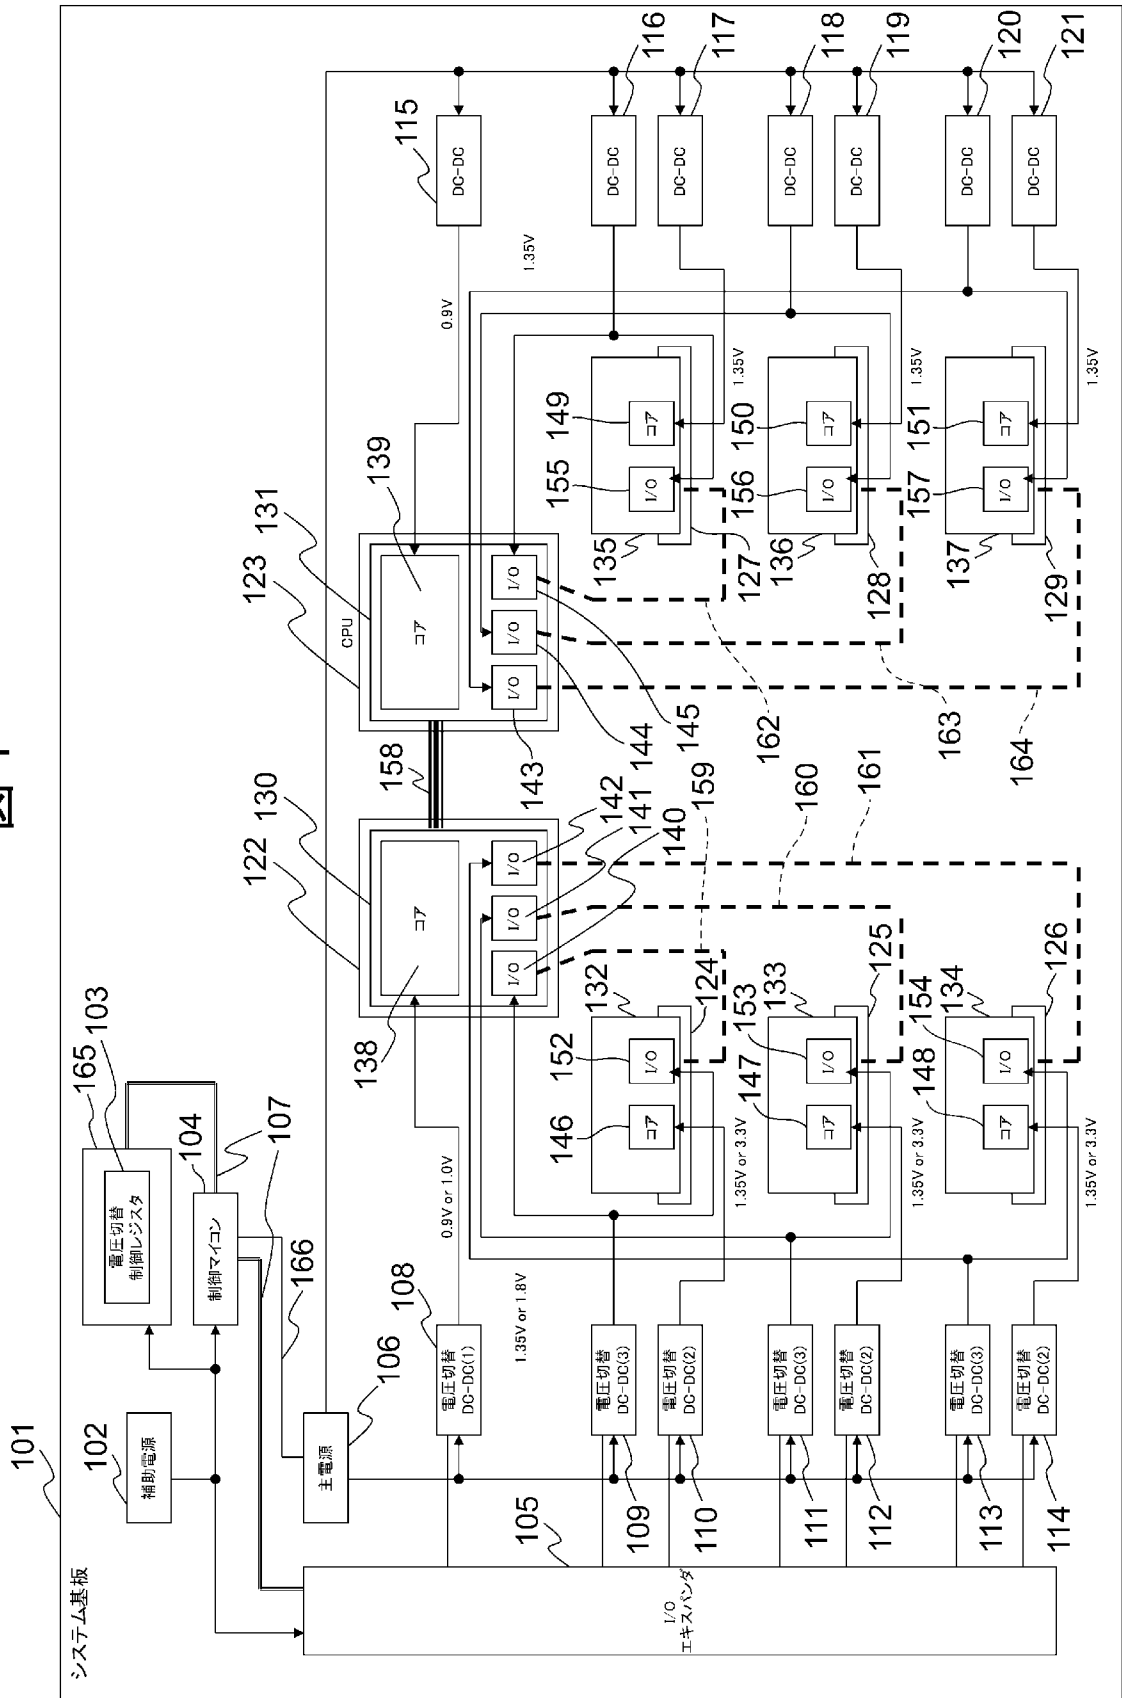 図1
システム基板
101
補助電源
102
電圧切替
制御レジスタ
165
103
制御マイコン
104
107
166
主電源
106
I/O
エキスパンダ
105
電圧切替
DC-DC(1)
108
電圧切替
DC-DC(3)
109
電圧切替
DC-DC(2)
110
電圧切替
DC-DC(3)
111
電圧切替
DC-DC(2)
112
電圧切替
DC-DC(3)
113
電圧切替
DC-DC(2)
114
0.9V or 1.0V
1.35V or 1.8V
1.35V or 3.3V
1.35V or 3.3V
1.35V or 3.3V
122
130
コア
138
I/O
I/O
I/O
140
141
142
158
CPU
123
131
コア
139
I/O
I/O
I/O
143
144
145
コア
I/O
146
152
132
124
コア
I/O
147
153
133
125
コア
I/O
148
154
134
126
159
160
161
162
163
164
I/O
コア
155
149
135
127
I/O
コア
156
150
136
128
I/O
コア
157
151
137
129
0.9V
1.35V
1.35V
1.35V
1.35V
DC-DC
115
DC-DC
116
DC-DC
117
DC-DC
118
DC-DC
119
DC-DC
120
DC-DC
121